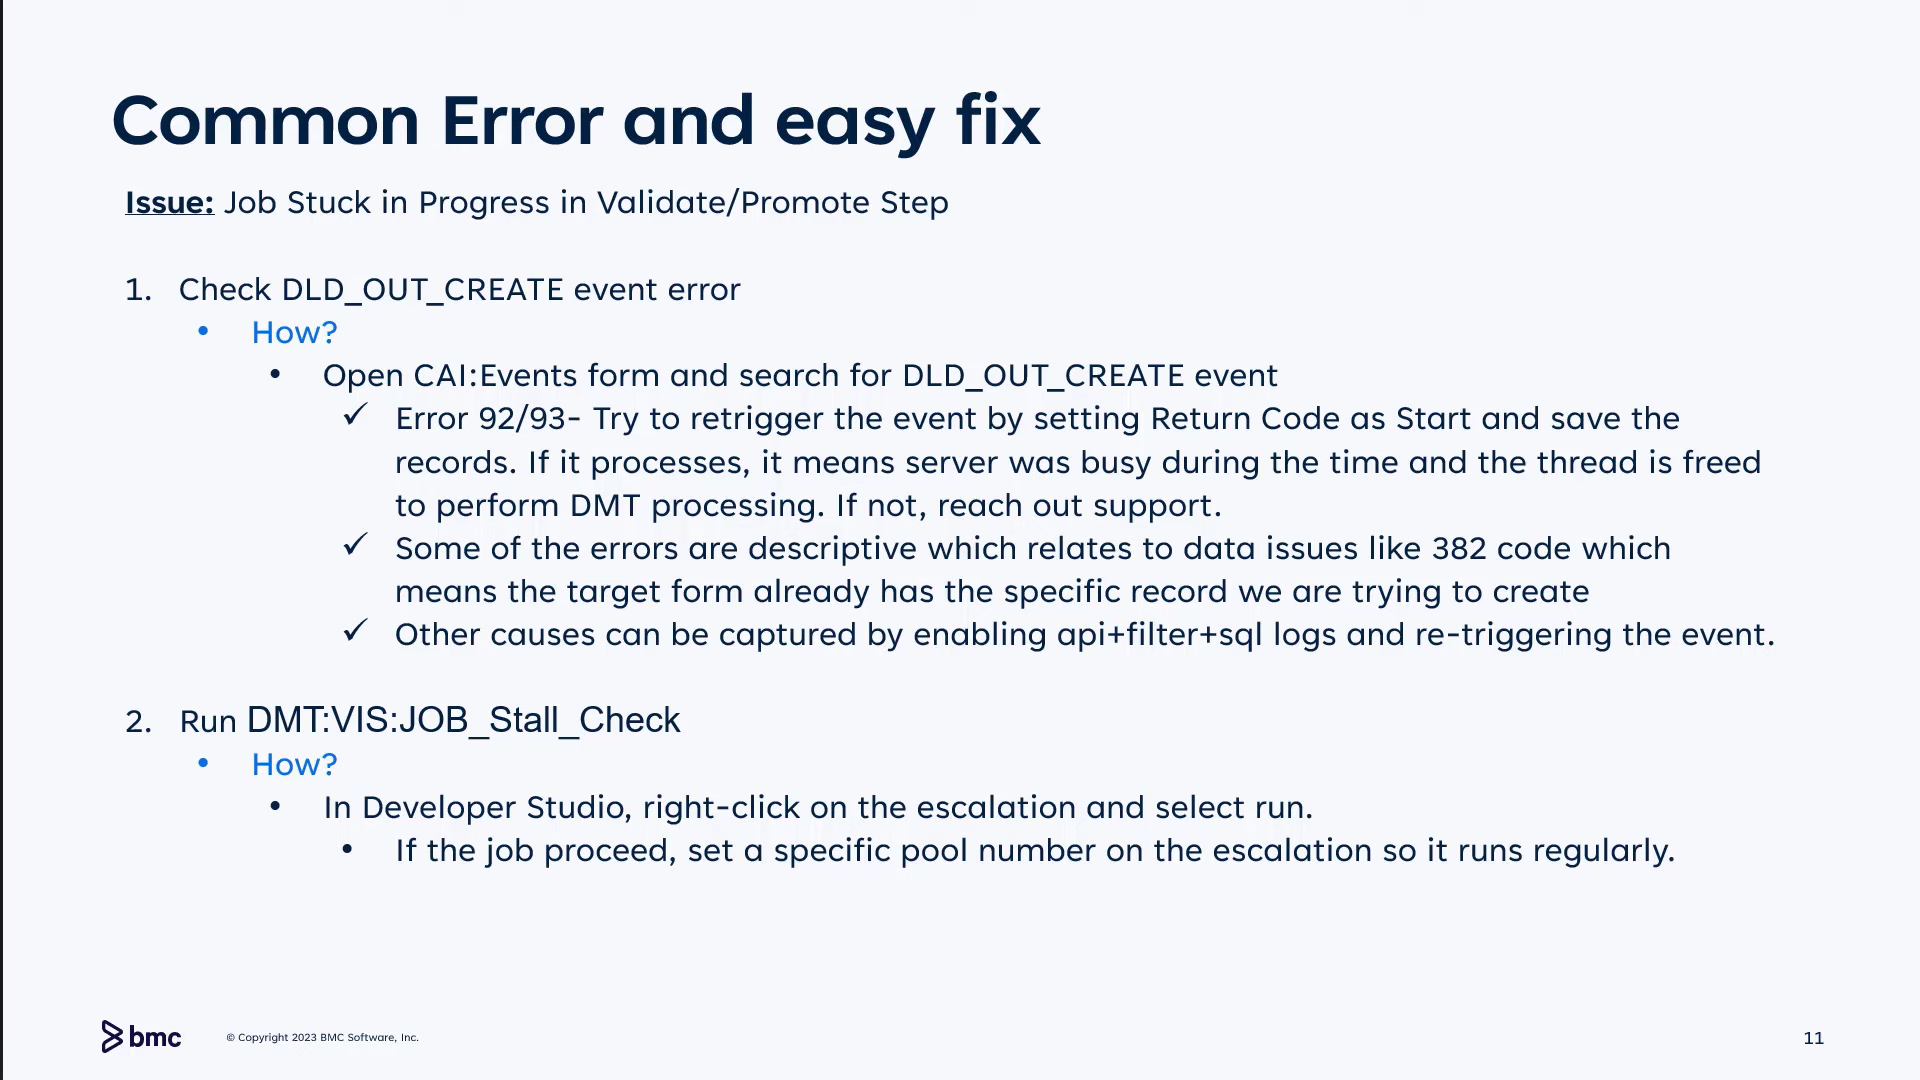 Common Error and easy fix
Issue: Job Stuck in Progress in Validate/Promote Step
1. Check DLD_OUT_CREATE event error
• How?
• Open CAI:Events form and search for DLD_OUT_CREATE event
✓ Error 92/93- Try to retrigger the event by setting Return Code as Start and save the
records. If it processes, it means server was busy during the time and the thread is freed
to perform DMT processing. If not, reach out support.
✓ Some of the errors are descriptive which relates to data issues like 382 code which
means the target form already has the specific record we are trying to create
✓ Other causes can be captured by enabling api+filter+sql logs and re-triggering the event.
2. Run DMT:VIS:JOB_Stall_Check
• How?
• In Developer Studio, right-click on the escalation and select run.
• If the job proceed, set a specific pool number on the escalation so it runs regularly.
bmc
© Copyright 2023 BMC Software, Inc.
11